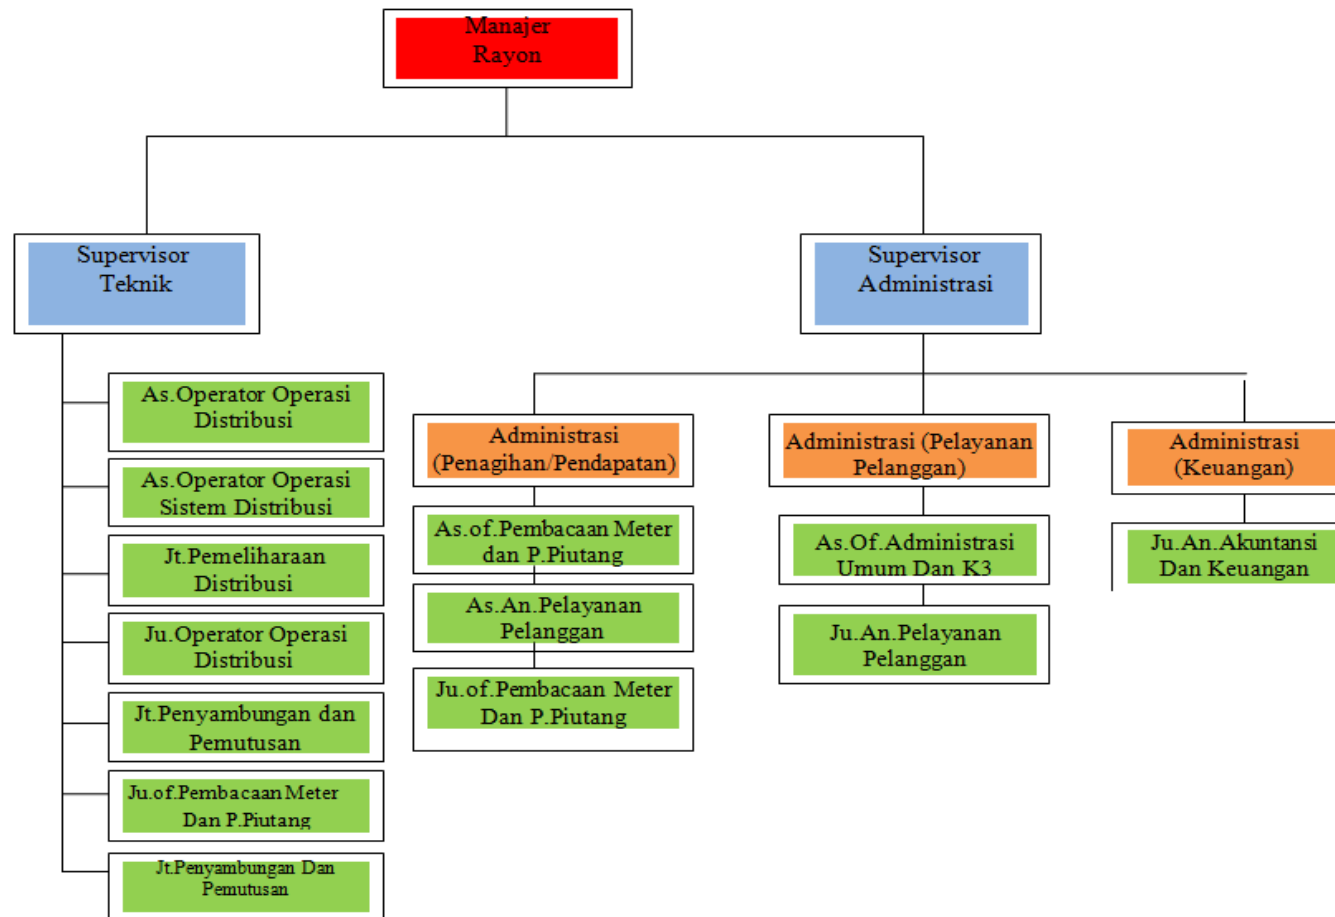 Manajer
Rayon
Supervisor
Teknik
Supervisor
Administrasi
As.Operator Operasi
Distribusi
As.Operator Operasi
Sistem Distribusi
Jt.Pemeliharaan
Distribusi
Ju.Operator Operasi
Distribusi
Jt.Penyambungan dan
Pemutusan
Ju.of.Pembacaan Meter
Dan P.Piutang
Jt.Penyambungan Dan
Pemutusan
Administrasi
(Penagihan/Pendapatan)
As.of.Pembacaan Meter
dan P.Piutang
As.An.Pelayanan
Pelanggan
Ju.of.Pembacaan Meter
Dan P.Piutang
Administrasi (Pelayanan
Pelanggan)
As.Of.Administrasi
Umum Dan K3
Ju.An.Pelayanan
Pelanggan
Administrasi
(Keuangan)
Ju.An.Akuntansi
Dan Keuangan